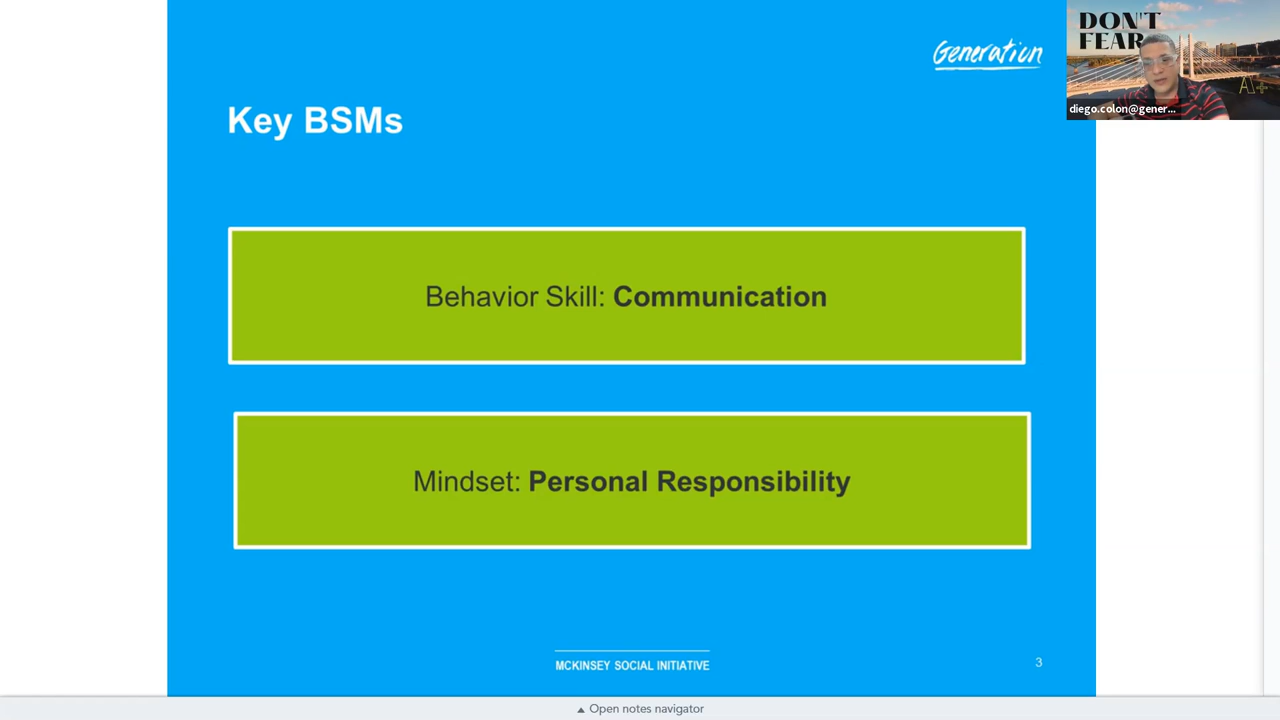 Generation
Key BSMs
Behavior Skill: Communication
Mindset: Personal Responsibility
MCKINSEY SOCIAL INITIATIVE
3
Open notes navigator
DON'T
FEAR
A+
diego.colon@gener...